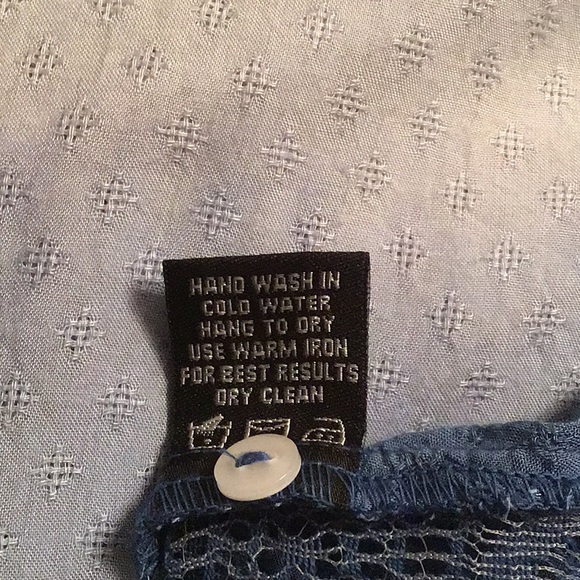 HAND WASH IN
COLD WATER
HANG TO DRY
USE WARM IRON
FOR BEST RESULTS
DRY CLEAN